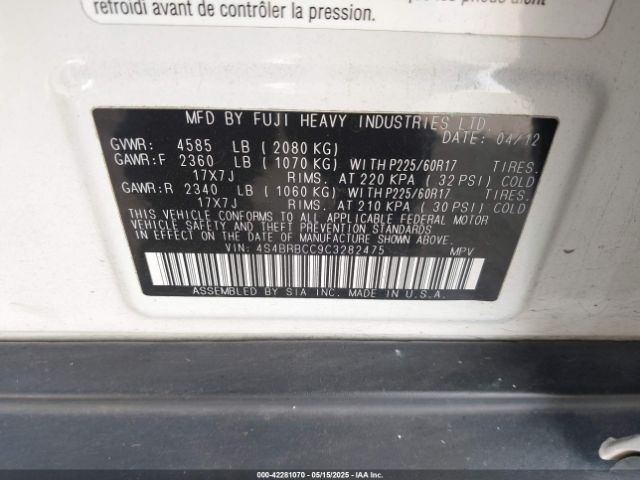 refroidi avant de contrôler la pression.
MFD BY FUJI HEAVY INDUSTRIES LTD.
DATE: 04/12
GVWR: 4585 LB ( 2080 KG)
GAWR:F 2360 LB ( 1070 KG) WITH P225/60R17 TIRES.
17X7J RIMS. AT 220 KPA ( 32 PSI) COLD
GAWR:R 2340 LB ( 1060 KG) WITH P225/60R17 TIRES.
17X7J RIMS. AT 210 KPA ( 30 PSI) COLD
THIS VEHICLE CONFORMS TO ALL APPLICABLE FEDERAL MOTOR
VEHICLE SAFETY AND THEFT PREVENTION STANDARDS
IN EFFECT ON THE DATE OF MANUFACTURE SHOWN ABOVE.
VIN: 4S4BRBCC9C3282475 MPV
ASSEMBLED BY SIA INC. MADE IN U.S.A.
000-42281070 05/15/2025 IAAI